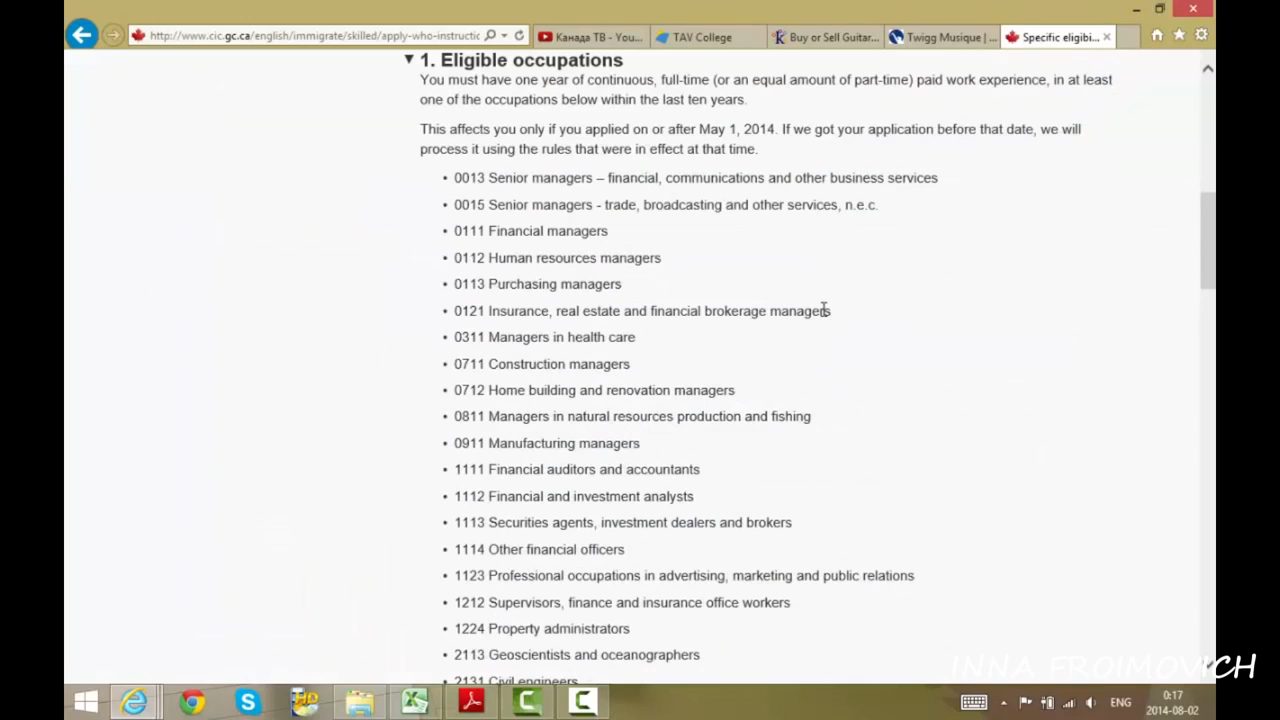 http://www.cic.gc.ca/english/immigrate/skilled/apply-who-instructic
Канада ТВ - You...
TAV College
Buy or Sell Guitar...
Twigg Musique | ...
Specific eligibi...
1. Eligible occupations
You must have one year of continuous, full-time (or an equal amount of part-time) paid work experience, in at least
one of the occupations below within the last ten years.
This affects you only if you applied on or after May 1, 2014. If we got your application before that date, we will
process it using the rules that were in effect at that time.
• 0013 Senior managers – financial, communications and other business services
• 0015 Senior managers - trade, broadcasting and other services, n.e.c.
• 0111 Financial managers
• 0112 Human resources managers
• 0113 Purchasing managers
• 0121 Insurance, real estate and financial brokerage managers
• 0311 Managers in health care
• 0711 Construction managers
• 0712 Home building and renovation managers
• 0811 Managers in natural resources production and fishing
• 0911 Manufacturing managers
• 1111 Financial auditors and accountants
• 1112 Financial and investment analysts
• 1113 Securities agents, investment dealers and brokers
• 1114 Other financial officers
• 1123 Professional occupations in advertising, marketing and public relations
• 1212 Supervisors, finance and insurance office workers
• 1224 Property administrators
• 2113 Geoscientists and oceanographers
2131 Civil engineers
INNA FROIMOVICH
ENG
0:17
2014-08-02